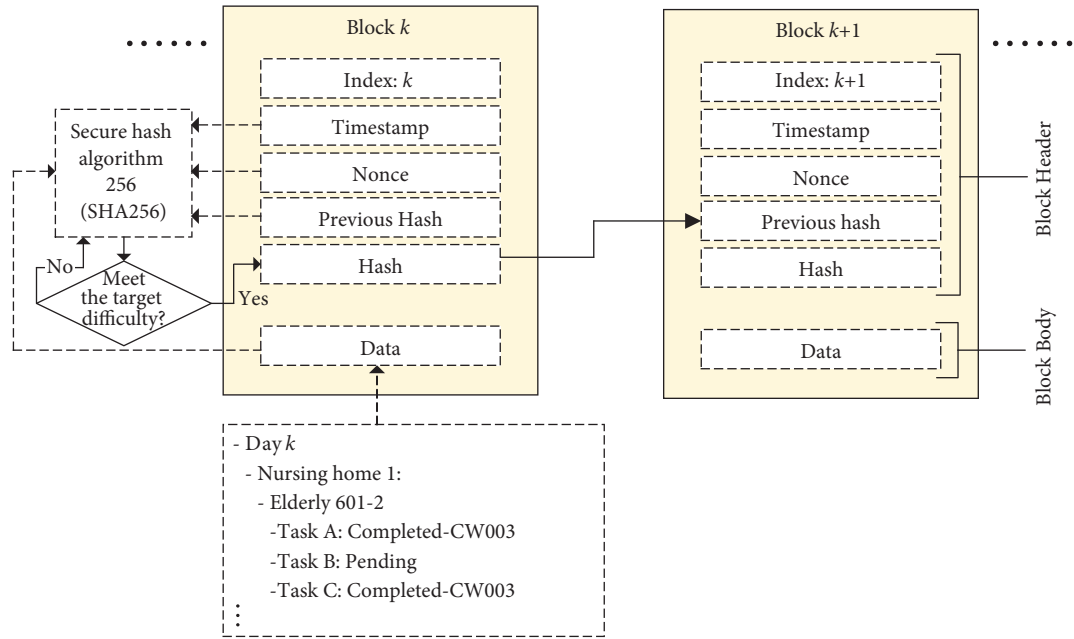 Block k
Index: k
Timestamp
Nonce
Previous Hash
Hash
Data
Secure hash
algorithm
256
(SHA256)
No
Meet
the target
difficulty?
Yes
- Day k
- Nursing home 1:
- Elderly 601-2
-Task A: Completed-CW003
-Task B: Pending
-Task C: Completed-CW003
Block k+1
Index: k+1
Timestamp
Nonce
Previous hash
Hash
Data
Block Header
Block Body